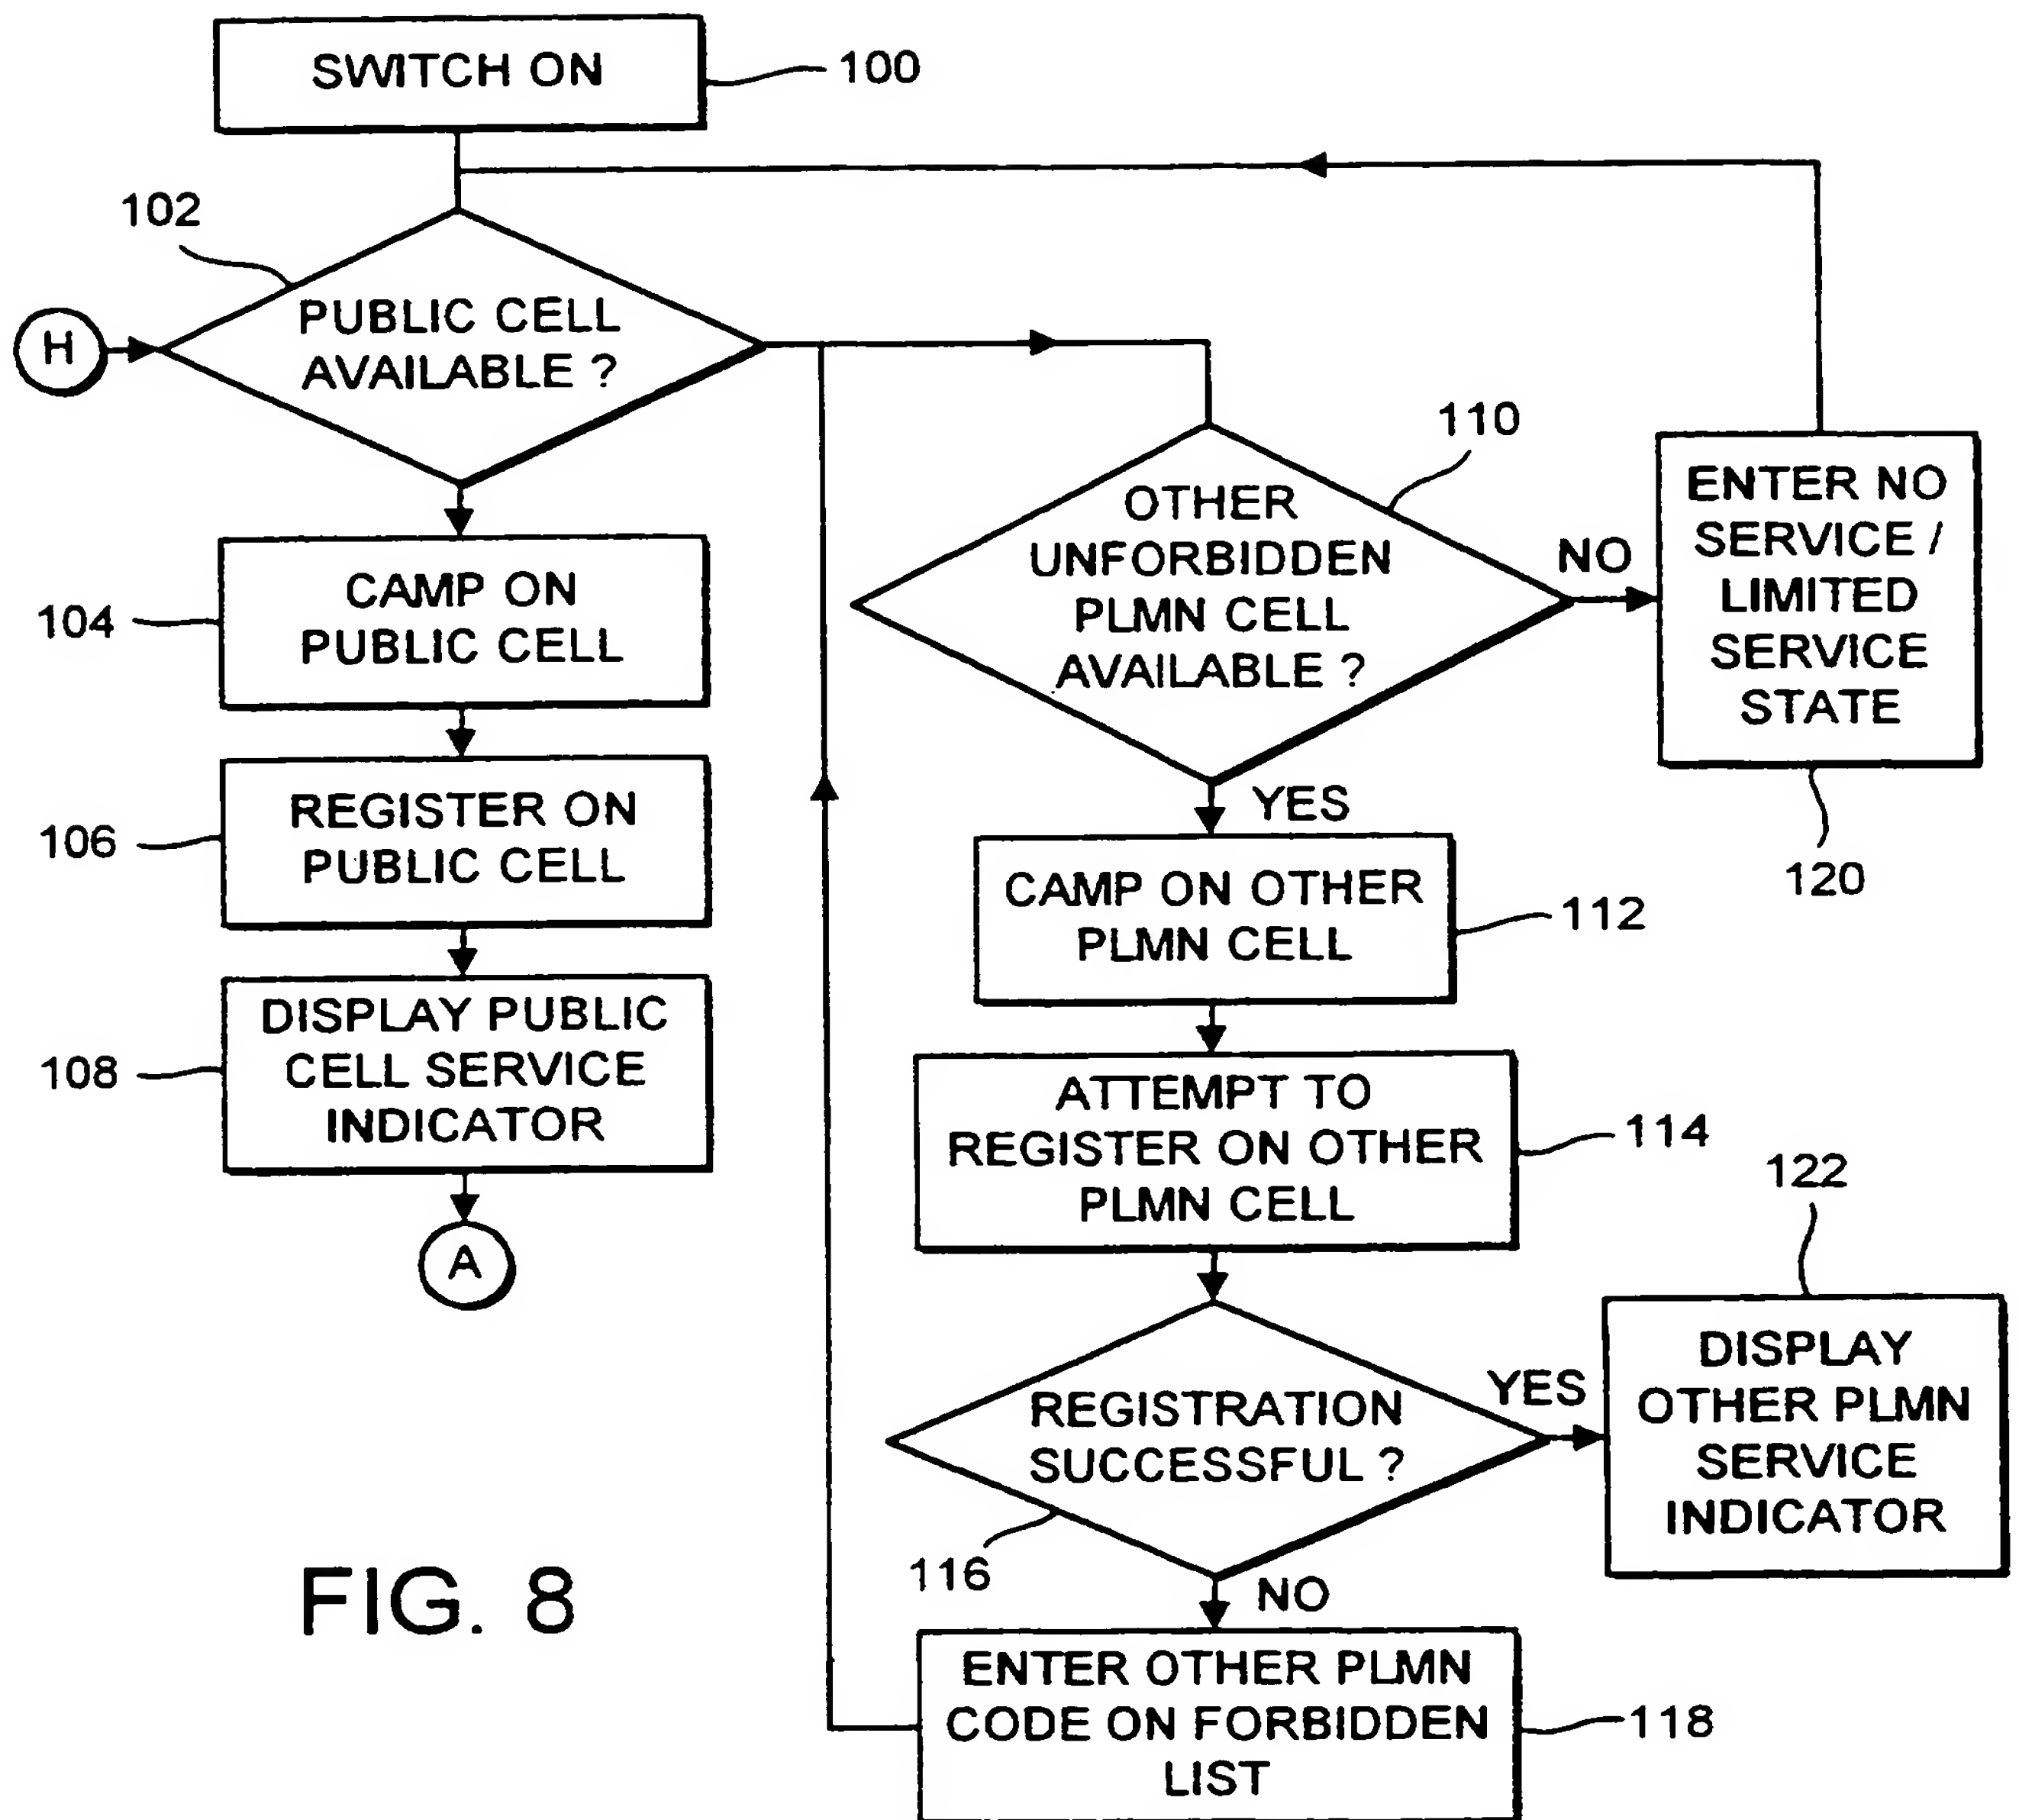 SWITCH ON
100
102
H
PUBLIC CELL
AVAILABLE ?
104
CAMP ON
PUBLIC CELL
106
REGISTER ON
PUBLIC CELL
108
DISPLAY PUBLIC
CELL SERVICE
INDICATOR
A
110
OTHER
UNFORBIDDEN
PLMN CELL
AVAILABLE ?
NO
ENTER NO
SERVICE /
LIMITED
SERVICE
STATE
120
YES
CAMP ON OTHER
PLMN CELL
112
ATTEMPT TO
REGISTER ON OTHER
PLMN CELL
114
122
REGISTRATION
SUCCESSFUL ?
YES
DISPLAY
OTHER PLMN
SERVICE
INDICATOR
116
NO
ENTER OTHER PLMN
CODE ON FORBIDDEN
LIST
118
FIG. 8